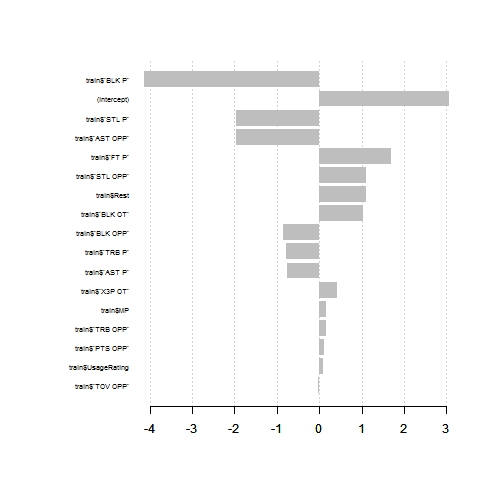 train$`BLK P`
(Intercept)
train$`STL P`
train$`AST OPP`
train$`FT P`
train$`STL OPP`
train$Rest
train$`BLK OT`
train$`BLK OPP`
train$`TRB P`
train$`AST P`
train$`X3P OT`
train$MP
train$`TRB OPP`
train$`PTS OPP`
train$UsageRating
train$`TOV OPP`
-4 -3 -2 -1 0 1 2 3